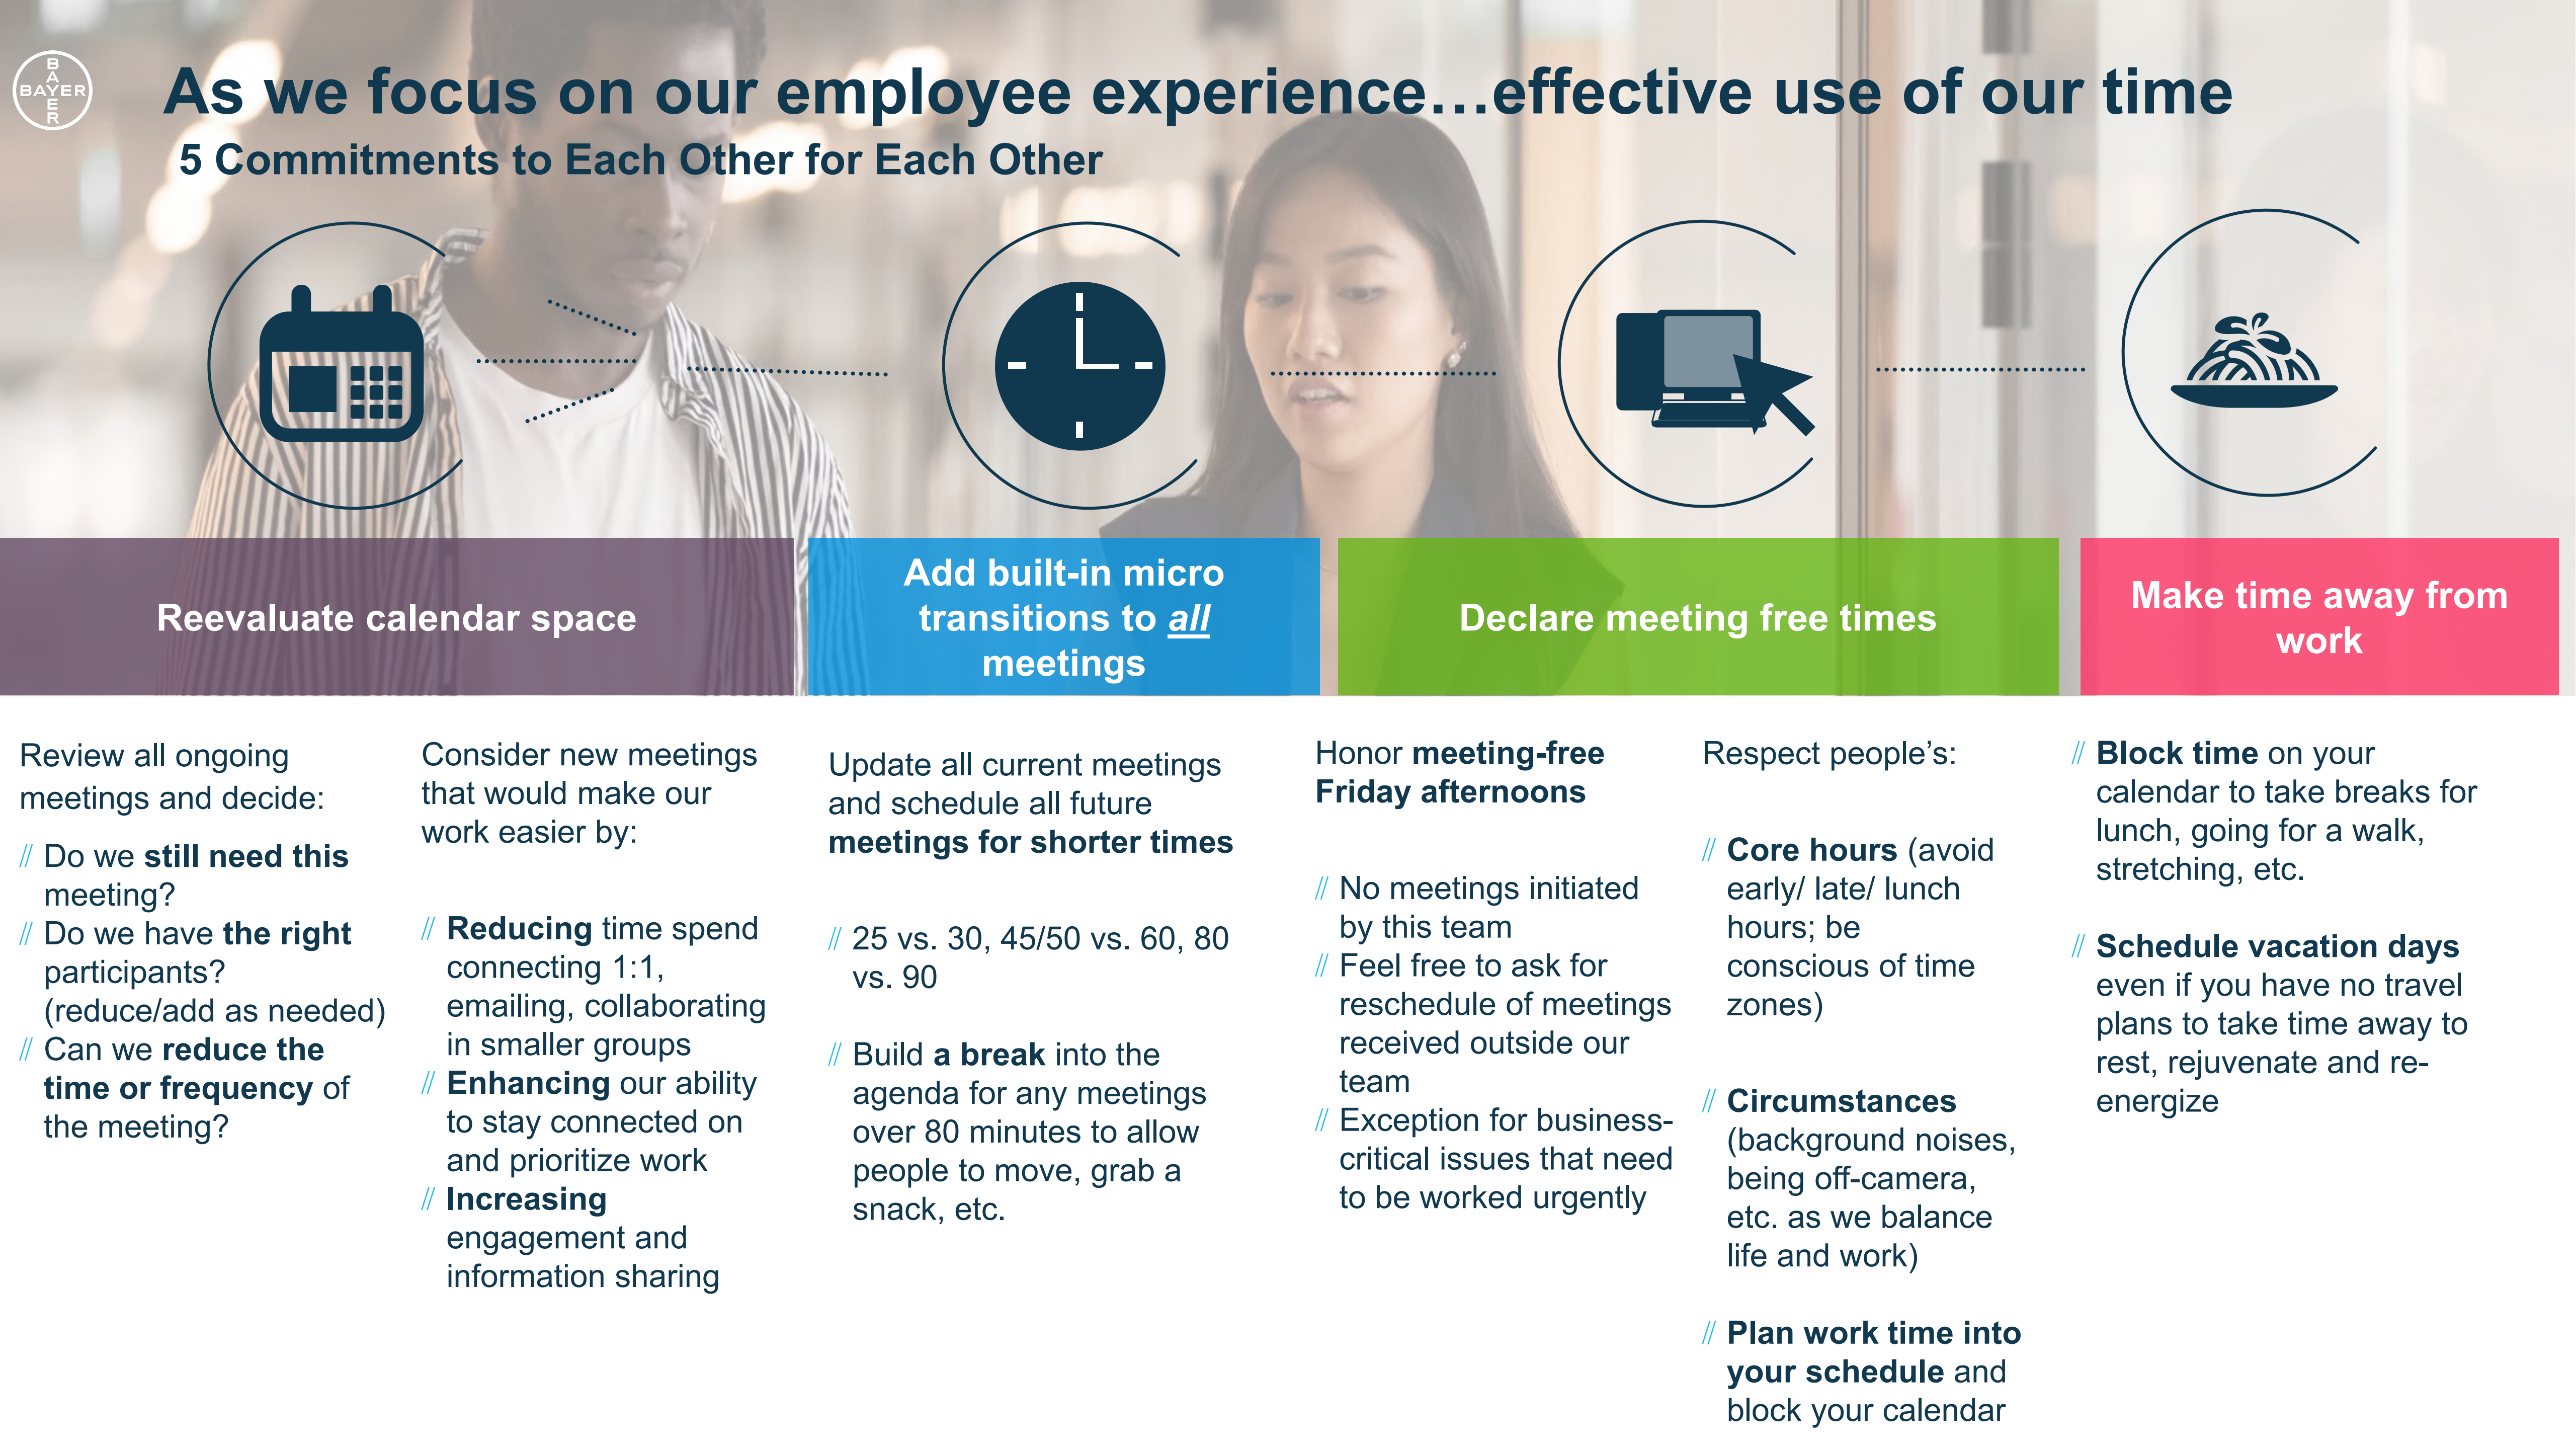 BAYER
BAYER
As we focus on our employee experience…effective use of our time
5 Commitments to Each Other for Each Other
Reevaluate calendar space
Add built-in micro
transitions to all
meetings
Declare meeting free times
Make time away from
work
Review all ongoing
meetings and decide:
// Do we still need this
meeting?
// Do we have the right
participants?
(reduce/add as needed)
// Can we reduce the
time or frequency of
the meeting?
Consider new meetings
that would make our
work easier by:
// Reducing time spend
connecting 1:1,
emailing, collaborating
in smaller groups
// Enhancing our ability
to stay connected on
and prioritize work
// Increasing
engagement and
information sharing
Update all current meetings
and schedule all future
meetings for shorter times
// 25 vs. 30, 45/50 vs. 60, 80
vs. 90
// Build a break into the
agenda for any meetings
over 80 minutes to allow
people to move, grab a
snack, etc.
Honor meeting-free
Friday afternoons
// No meetings initiated
by this team
// Feel free to ask for
reschedule of meetings
received outside our
team
// Exception for business-
critical issues that need
to be worked urgently
Respect people’s:
// Core hours (avoid
early/ late/ lunch
hours; be
conscious of time
zones)
// Circumstances
(background noises,
being off-camera,
etc. as we balance
life and work)
// Plan work time into
your schedule and
block your calendar
// Block time on your
calendar to take breaks for
lunch, going for a walk,
stretching, etc.
// Schedule vacation days
even if you have no travel
plans to take time away to
rest, rejuvenate and re-
energize